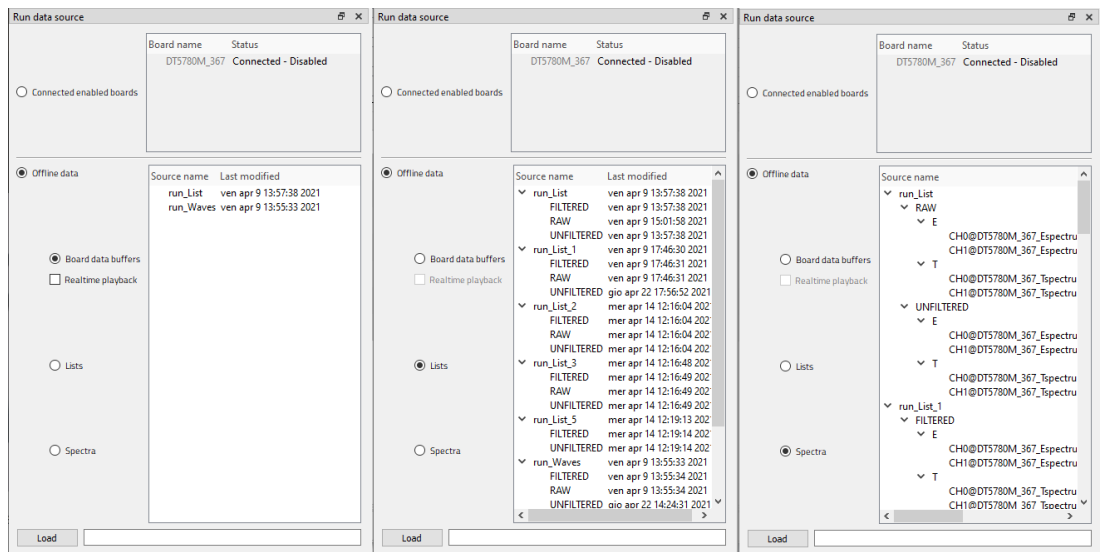 Run data source
Board name Status
DT5780M_367 Connected - Disabled
Connected enabled boards
Offline data
Source name Last modified
run_List ven apr 9 13:57:38 2021
run_Waves ven apr 9 13:55:33 2021
Board data buffers
Realtime playback
Lists
Spectra
Load
Run data source
Board name Status
DT5780M_367 Connected - Disabled
Connected enabled boards
Offline data
Source name Last modified
run_List ven apr 9 13:57:38 2021
FILTERED ven apr 9 13:57:38 2021
RAW ven apr 9 15:01:58 2021
UNFILTERED ven apr 9 13:57:38 2021
run_List_1 ven apr 9 17:46:30 2021
FILTERED ven apr 9 17:46:31 2021
RAW ven apr 9 17:46:31 2021
UNFILTERED gio apr 22 17:56:52 2021
run_List_2 mer apr 14 12:16:04 202
FILTERED mer apr 14 12:16:04 202
RAW mer apr 14 12:16:04 202
UNFILTERED mer apr 14 12:16:04 202
run_List_3 mer apr 14 12:16:48 202
FILTERED mer apr 14 12:16:49 202
RAW mer apr 14 12:16:49 202
UNFILTERED mer apr 14 12:16:49 202
run_List_5 mer apr 14 12:19:13 202
FILTERED mer apr 14 12:19:14 202
UNFILTERED mer apr 14 12:19:14 202
run_Waves ven apr 9 13:55:33 2021
FILTERED ven apr 9 13:55:34 2021
RAW ven apr 9 13:55:34 2021
UNFILTERED gio apr 22 14:24:31 2021
Board data buffers
Realtime playback
Lists
Spectra
Load
Run data source
Board name Status
DT5780M_367 Connected - Disabled
Connected enabled boards
Offline data
Source name
run_List
RAW
E
CH0@DT5780M_367_Espectru
CH1@DT5780M_367_Espectru
T
CH0@DT5780M_367_Tspectru
CH1@DT5780M_367_Tspectru
UNFILTERED
E
CH0@DT5780M_367_Espectru
CH1@DT5780M_367_Espectru
T
CH0@DT5780M_367_Tspectru
CH1@DT5780M_367_Tspectru
run_List_1
FILTERED
E
CH0@DT5780M_367_Espectru
CH1@DT5780M_367_Espectru
T
CH0@DT5780M_367_Tspectru
CH1@DT5780M_367_Tspectru
Board data buffers
Realtime playback
Lists
Spectra
Load